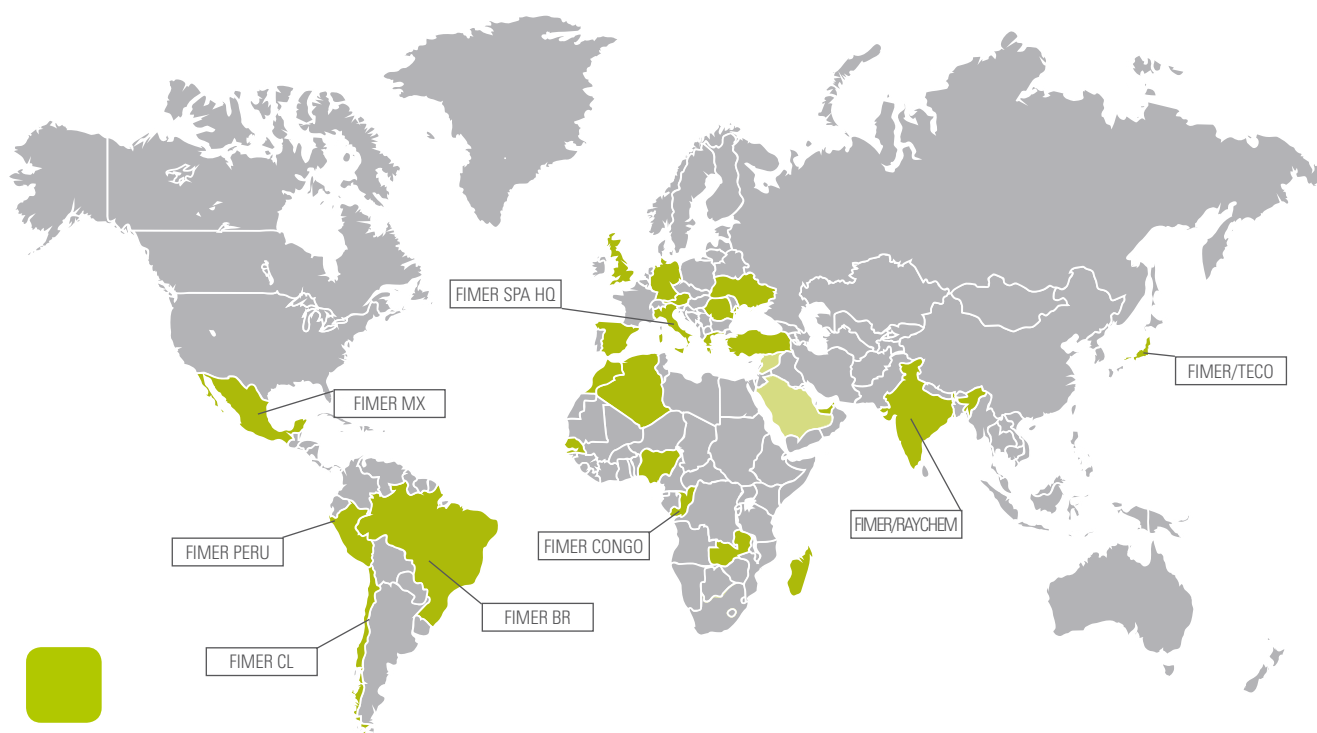 FIMER SPA HQ
FIMER/TECO
FIMER MX
FIMER/RAYCHEM
FIMER PERU
FIMER CONGO
FIMER BR
FIMER CL